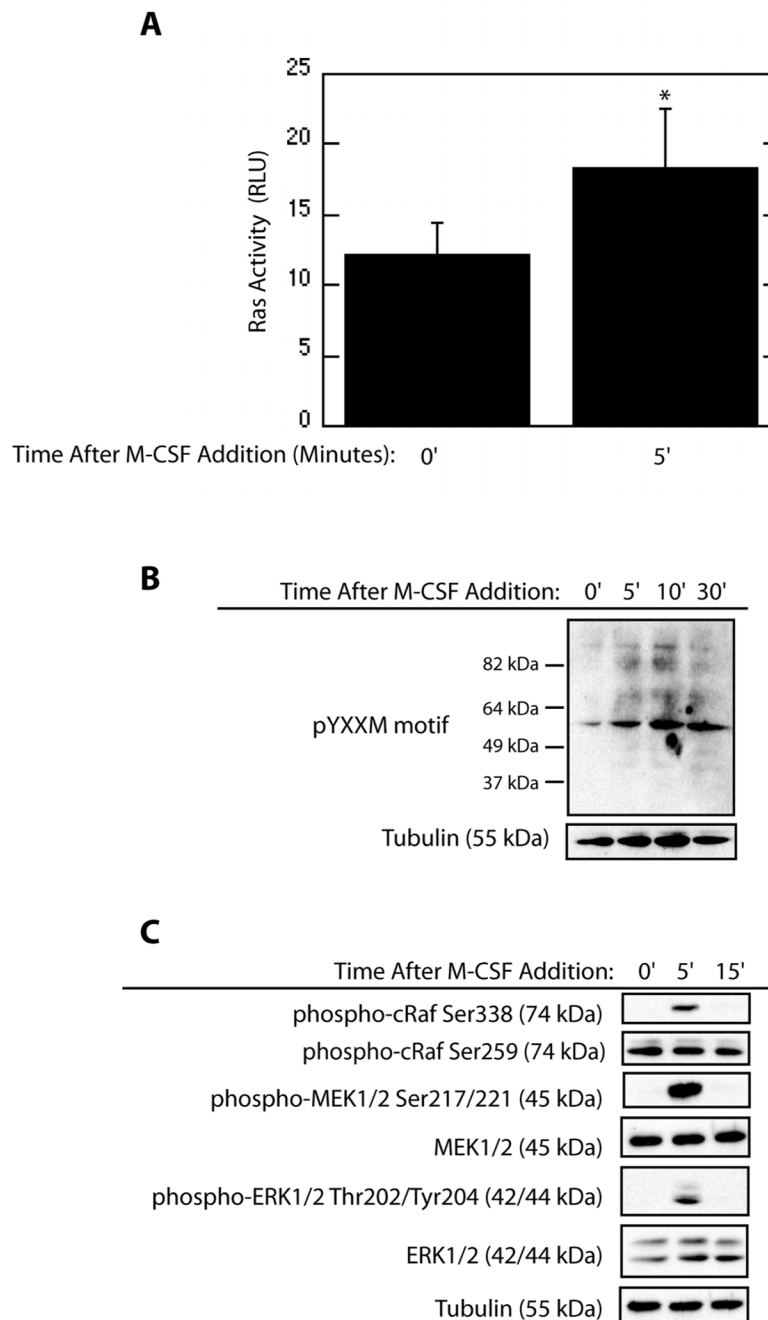 A
25
*
20
15
10
5
0
Ras Activity (RLU)
Time After M-CSF Addition (Minutes): 0' 5'
B
Time After M-CSF Addition: 0' 5' 10' 30'
82 kDa
64 kDa
pYXXM motif
49 kDa
37 kDa
Tubulin (55 kDa)
C
Time After M-CSF Addition: 0' 5' 15'
phospho-cRaf Ser338 (74 kDa)
phospho-cRaf Ser259 (74 kDa)
phospho-MEK1/2 Ser217/221 (45 kDa)
MEK1/2 (45 kDa)
phospho-ERK1/2 Thr202/Tyr204 (42/44 kDa)
ERK1/2 (42/44 kDa)
Tubulin (55 kDa)